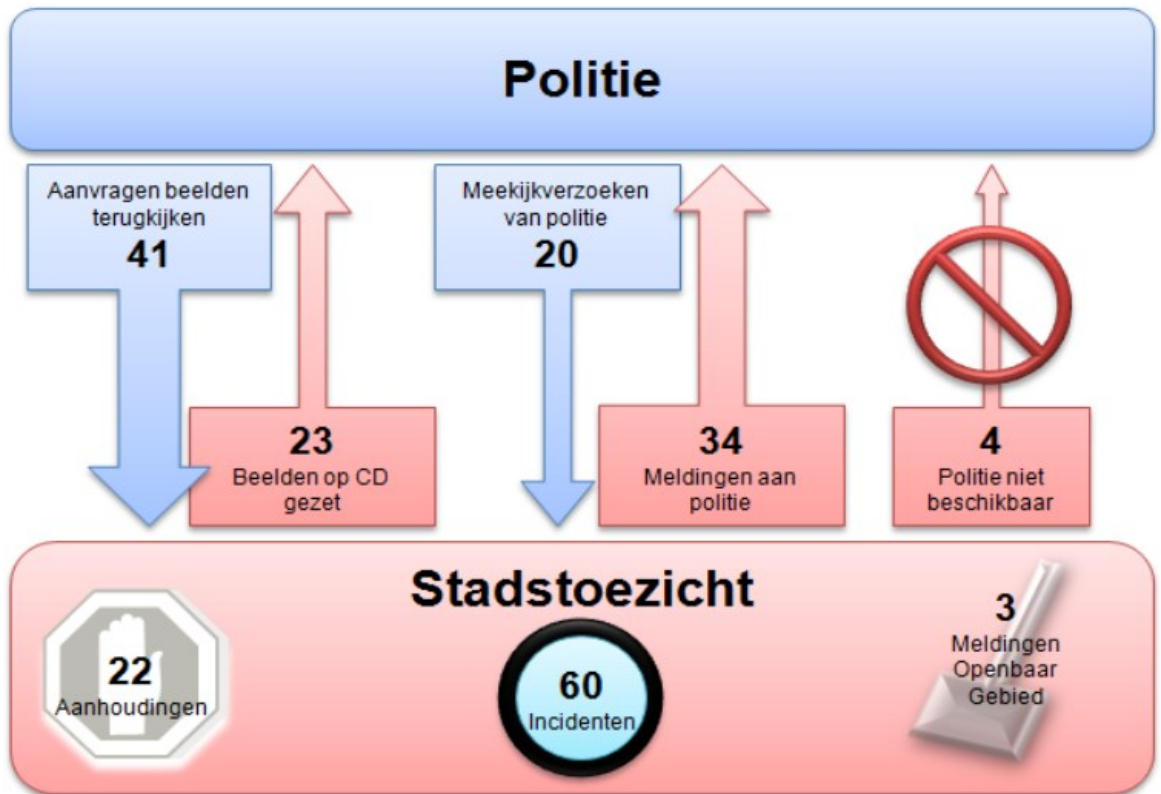 Politie
Aanvragen beelden
terugkijken
41
Meekijkverzoeken
van politie
20
23
Beelden op CD
gezet
34
Meldingen aan
politie
4
Politie niet
beschikbaar
Stadstoezicht
22
Aanhoudingen
60
Incidenten
3
Meldingen
Openbaar
Gebied